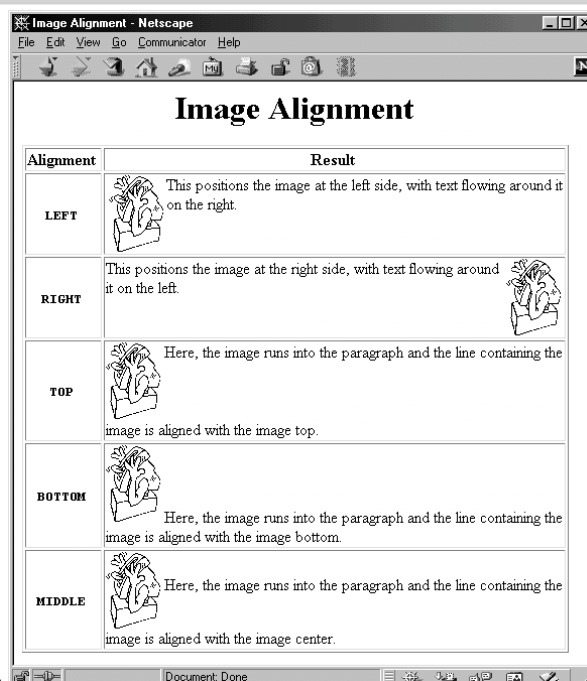 Image Alignment - Netscape
File Edit View Go Communicator Help
My
N
Image Alignment
Alignment Result
LEFT
This positions the image at the left side, with text flowing around it
on the right.
RIGHT
This positions the image at the right side, with text flowing around
it on the left.
TOP
Here, the image runs into the paragraph and the line containing the
image is aligned with the image top.
BOTTOM
Here, the image runs into the paragraph and the line containing the
image is aligned with the image bottom.
MIDDLE
Here, the image runs into the paragraph and the line containing the
image is aligned with the image center.
Document: Done